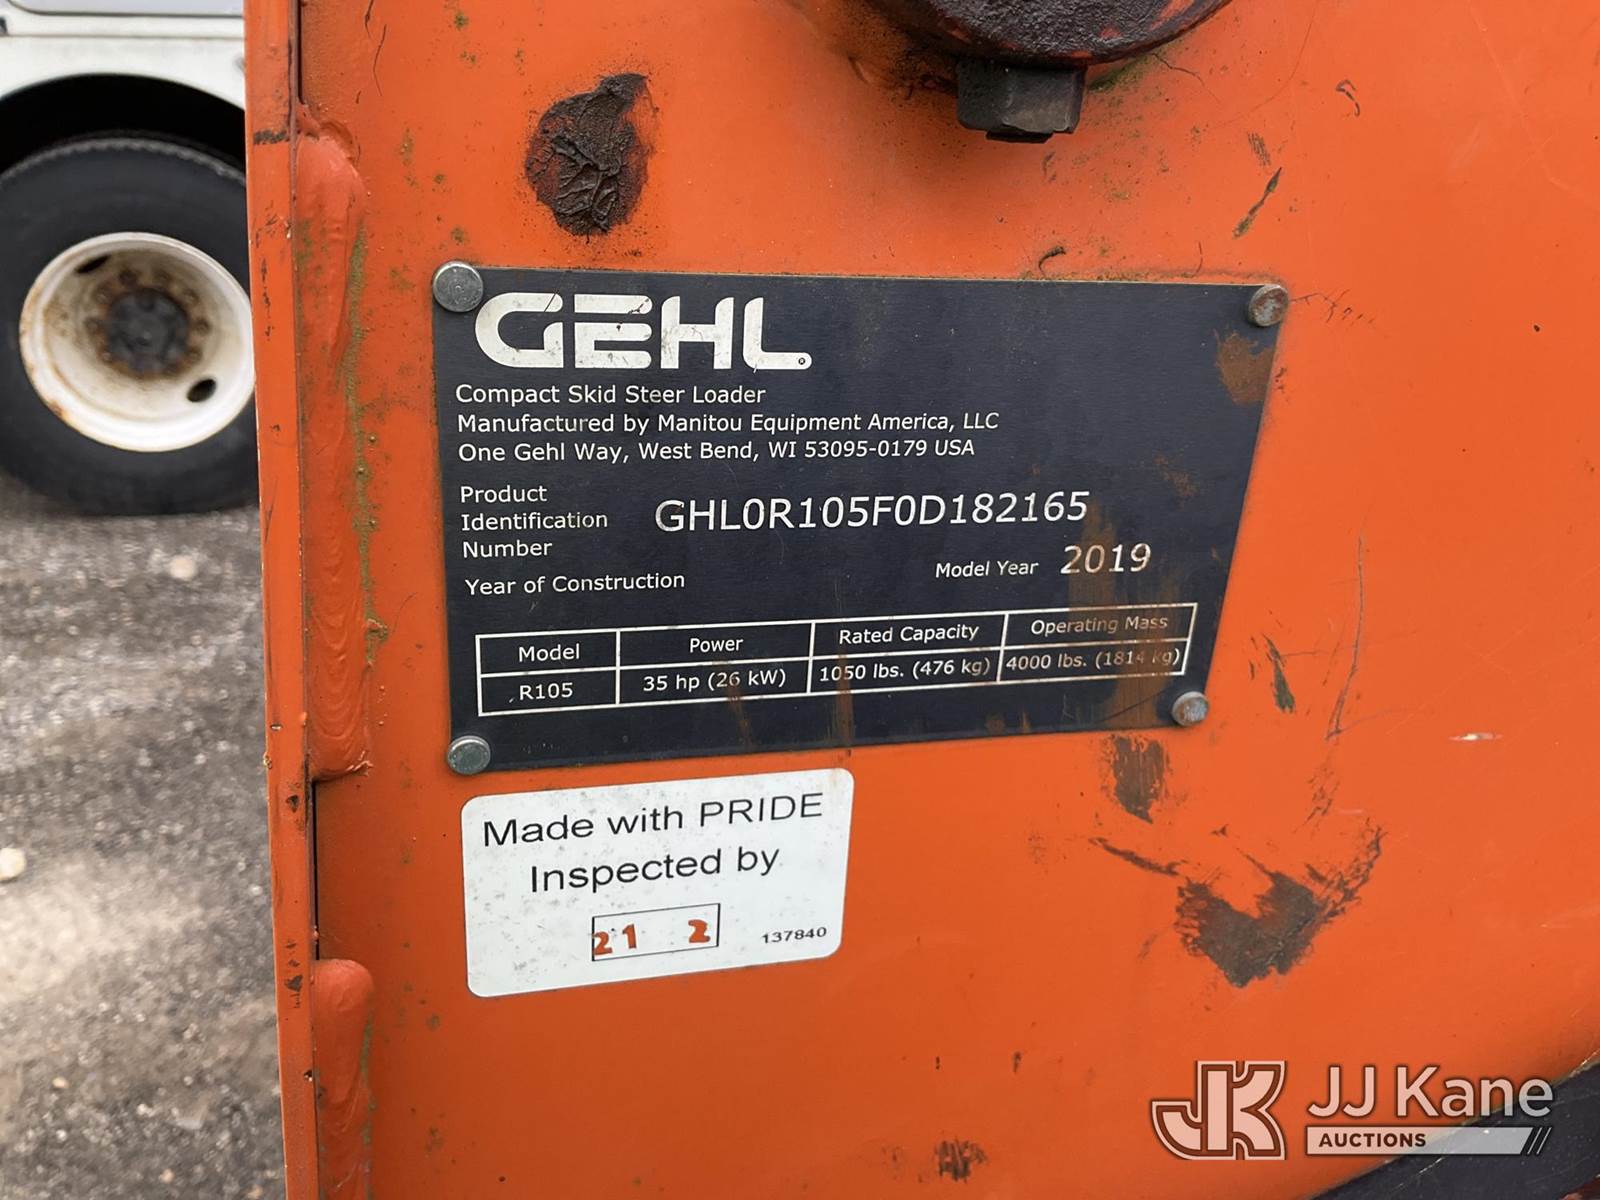 GEHL®
Compact Skid Steer Loader
Manufactured by Manitou Equipment America, LLC
One Gehl Way, West Bend, WI 53095-0179 USA
Product
Identification
Number
GHL0R105F0D182165
Year of Construction
Model Year 2019
Model Power Rated Capacity Operating Mass
R105 35 hp (26 kW) 1050 lbs. (476 kg) 4000 lbs. (1814 kg)
Made with PRIDE
Inspected by
21 2
137840
JK JJ Kane
AUCTIONS